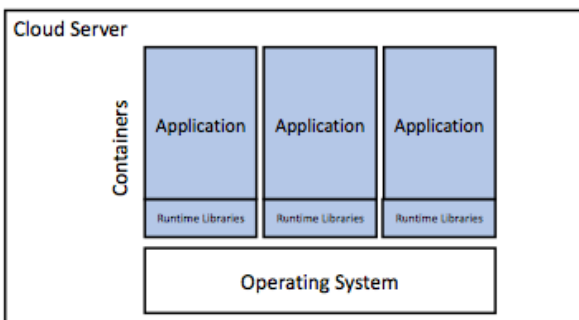 Cloud Server
Containers
Application Application Application
Runtime Libraries Runtime Libraries Runtime Libraries
Operating System